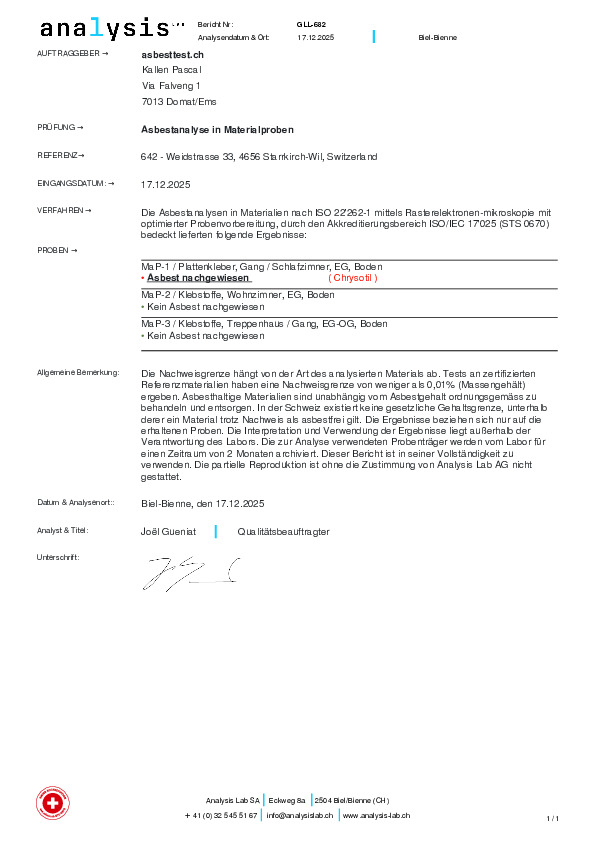 analysis
Bericht Nr: GLL-682
Analysendatum & Ort: 17.12.2025 Biel-Bienne
AUFTRAGGEBER → asbesttest.ch
Kallen Pascal
Via Falveng 1
7013 Domat/Ems
PRÜFUNG → Asbestanalyse in Materialproben
REFERENZ → 642 - Weidstrasse 33, 4656 Starrkirch-Wil, Switzerland
EINGANGSDATUM: → 17.12.2025
VERFAHREN → Die Asbestanalysen in Materialien nach ISO 22'262-1 mittels Rasterelektronen-mikroskopie mit
optimierter Probenvorbereitung, durch den Akkreditierungsbereich ISO/IEC 17025 (STS 0670)
bedeckt lieferten folgende Ergebnisse:
PROBEN →
MaP-1 / Plattenkleber, Gang / Schlafzimner, EG, Boden
• Asbest nachgewiesen ( Chrysotil )
MaP-2 / Klebstoffe, Wohnzimner, EG, Boden
• Kein Asbest nachgewiesen
MaP-3 / Klebstoffe, Treppenhaus / Gang, EG-OG, Boden
• Kein Asbest nachgewiesen
Allgemeine Bemerkung: Die Nachweisgrenze hängt von der Art des analysierten Materials ab. Tests an zertifizierten
Referenzmaterialien haben eine Nachweisgrenze von weniger als 0,01% (Massengehält)
ergeben. Asbesthaltige Materialien sind unabhängig vom Asbestgehalt ordnungsgemäss zu
behandeln und entsorgen. In der Schweiz existiert keine gesetzliche Gehaltsgrenze, unterhalb
derer ein Material trotz Nachweis als asbestfrei gilt. Die Ergebnisse beziehen sich nur auf die
erhaltenen Proben. Die Interpretation und Verwendung der Ergebnisse liegt außerhalb der
Verantwortung des Labors. Die zur Analyse verwendeten Probenträger werden vom Labor für
einen Zeitraum von 2 Monaten archiviert. Dieser Bericht ist in seiner Vollständigkeit zu
verwenden. Die partielle Reproduktion ist ohne die Zustimmung von Analysis Lab AG nicht
gestattet.
Datum & Analysenort:: Biel-Bienne, den 17.12.2025
Analyst & Titel: Joël Gueniat Qualitätsbeauftragter
Unterschrift:
Analysis Lab SA Eckweg 8a 2504 Biel/Bienne (CH)
+ 41 (0) 32 545 51 67 info@analysislab.ch www.analysis-lab.ch
1 / 1